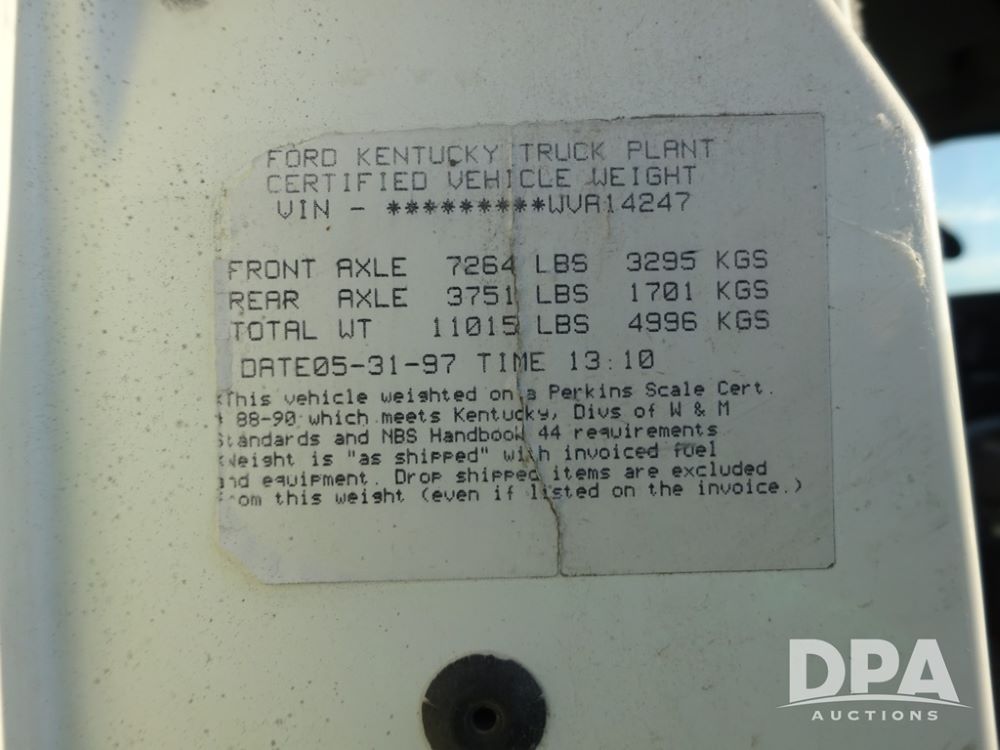 FORD KENTUCKY TRUCK PLANT
CERTIFIED VEHICLE WEIGHT
VIN - *********WVA14247
FRONT AXLE 7264 LBS 3295 KGS
REAR AXLE 3751 LBS 1701 KGS
TOTAL WT 11015 LBS 4996 KGS
DATE05-31-97 TIME 13:10
*This vehicle weighted on a Perkins Scale Cert.
# 88-90 which meets Kentucky, Divs of W & M
Standards and NBS Handbook 44 requirements
*Weight is "as shipped" with invoiced fuel
and equipment. Drop shipped items are excluded
from this weight (even if listed on the invoice.)
DPA
AUCTIONS